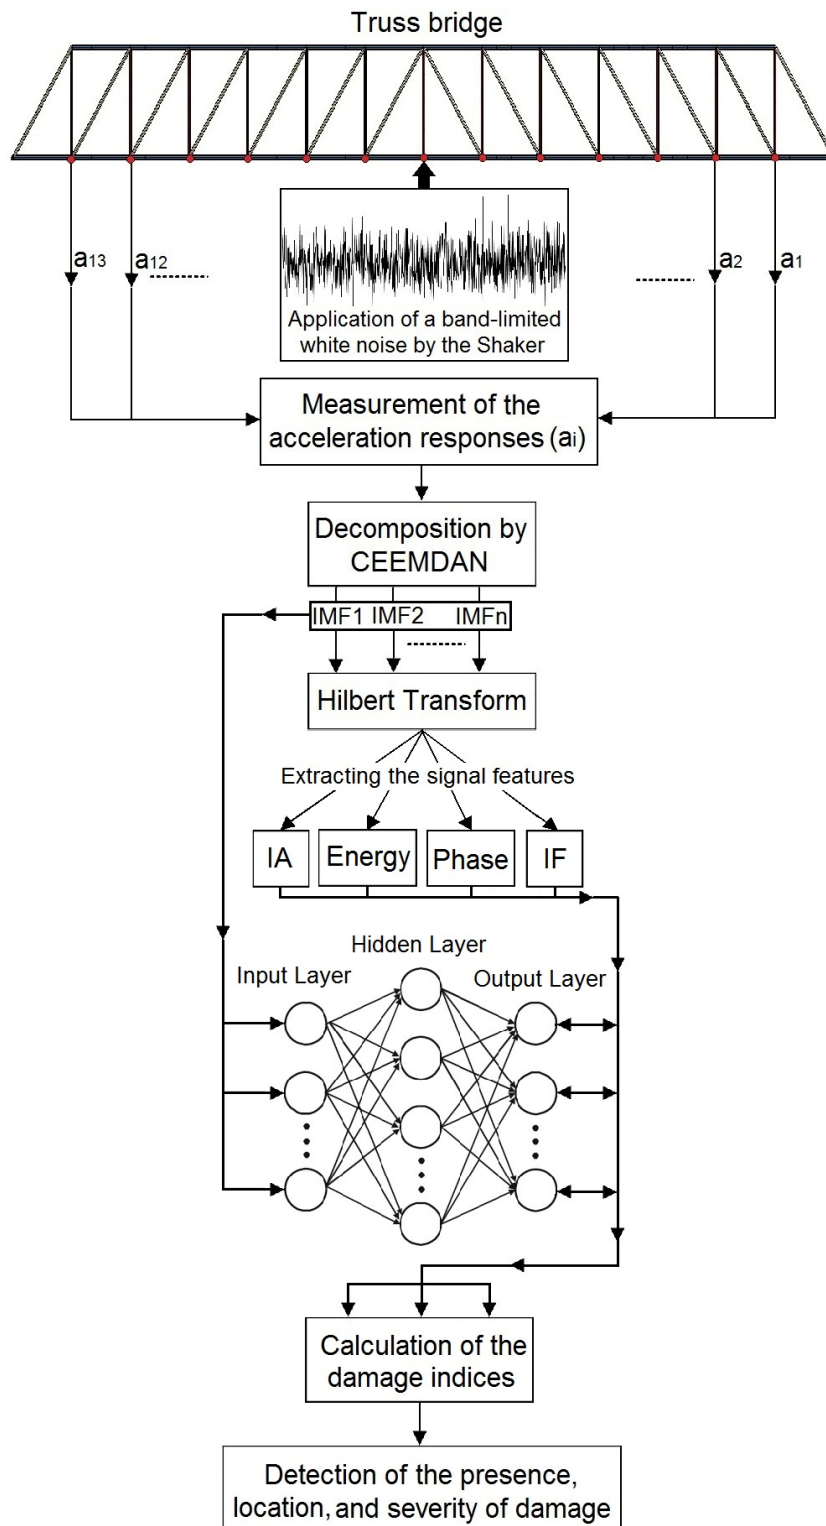 Truss bridge
a13
a12
a2
a1
Application of a band-limited
white noise by the Shaker
Measurement of the
acceleration responses (ai)
Decomposition by
CEEMDAN
IMF1 IMF2 IMFn
Hilbert Transform
Extracting the signal features
IA Energy Phase IF
Hidden Layer
Input Layer Output Layer
Calculation of the
damage indices
Detection of the presence,
location, and severity of damage